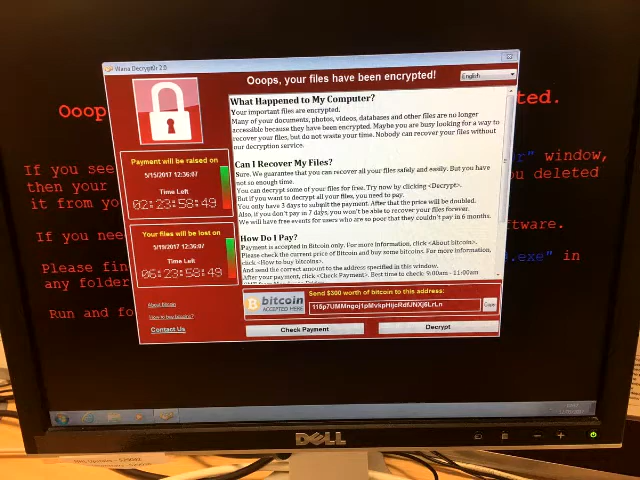 Wana Decrypt0r 2.0
Ooops, your files have been encrypted!
English
What Happened to My Computer?
Your important files are encrypted.
Many of your documents, photos, videos, databases and other files are no longer
accessible because they have been encrypted. Maybe you are busy looking for a way to
recover your files, but do not waste your time. Nobody can recover your files without
our decryption service.
Can I Recover My Files?
Sure. We guarantee that you can recover all your files safely and easily. But you have
not so enough time.
You can decrypt some of your files for free. Try now by clicking <Decrypt>.
But if you want to decrypt all your files, you need to pay.
You only have 3 days to submit the payment. After that the price will be doubled.
Also, if you don't pay in 7 days, you won't be able to recover your files forever.
We will have free events for users who are so poor that they couldn't pay in 6 months.
How Do I Pay?
Payment is accepted in Bitcoin only. For more information, click <About bitcoin>.
Please check the current price of Bitcoin and buy some bitcoins. For more information,
click <How to buy bitcoins>.
And send the correct amount to the address specified in this window.
After your payment, click <Check Payment>. Best time to check: 9:00am - 11:00am
Payment will be raised on
5/15/2017 12:36:07
Time Left
02:23:58:49
Your files will be lost on
5/19/2017 12:36:07
Time Left
06:23:58:49
About bitcoin
How to buy bitcoins?
Contact Us
bitcoin
ACCEPTED HERE
Send $300 worth of bitcoin to this address:
Copy
Check Payment
Decrypt
Ooop
ted.
If you see
window,
then your
u deleted
it from yo
If you nee
ftware.
Please fin
.exe" in
any folder
Run and fo
DELL